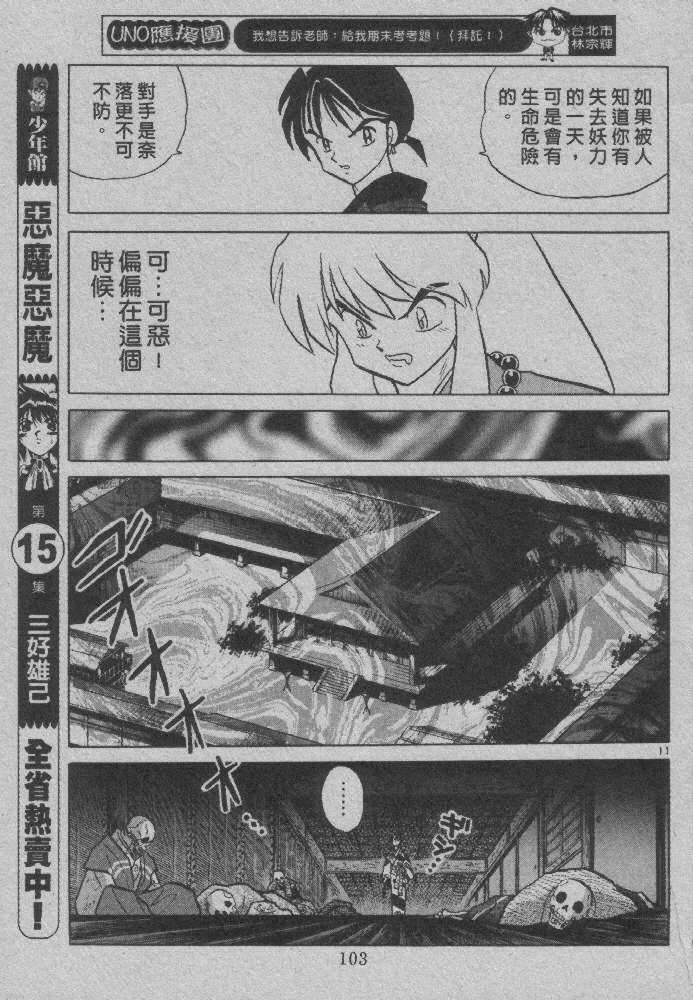 UNO應援團
我想告訴老師：給我期末考考題！（拜託！）
台北市
林宗輝
如果被人
知道你有
失去妖力
的一天，
可是會有
生命危險
的。
對手是奈
落更不可
不防。
可…可惡！
偏偏在這個
時候…
ゴオオオオ
……
ギシ…
11
103
少年館
惡魔惡魔
第
15
集
三好雄己
全省熱賣中！